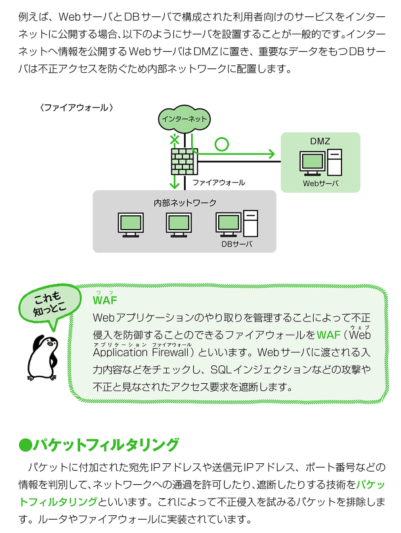 例えば、WebサーバとDBサーバで構成された利用者向けのサービスをインター
ネットに公開する場合、以下のようにサーバを設置することが一般的です。インター
ネットへ情報を公開するWebサーバはDMZに置き、重要なデータをもつDBサー
バは不正アクセスを防ぐため内部ネットワークに配置します。
〈ファイアウォール〉
インターネット
DMZ
Webサーバ
ファイアウォール
内部ネットワーク
DBサーバ
これも
知っとこ
ワフ
WAF
Webアプリケーションのやり取りを管理することによって不正
侵入を防御することのできるファイアウォールをWAF（Web
ウェブ
アプリケーション ファイアウォール
Application Firewall）といいます。Webサーバに渡される入
力内容などをチェックし、SQLインジェクションなどの攻撃や
不正と見なされたアクセス要求を遮断します。
●パケットフィルタリング
パケットに付加された宛先IPアドレスや送信元IPアドレス、ポート番号などの
情報を判別して、ネットワークへの通過を許可したり、遮断したりする技術をパケッ
トフィルタリングといいます。これによって不正侵入を試みるパケットを排除しま
す。ルータやファイアウォールに実装されています。